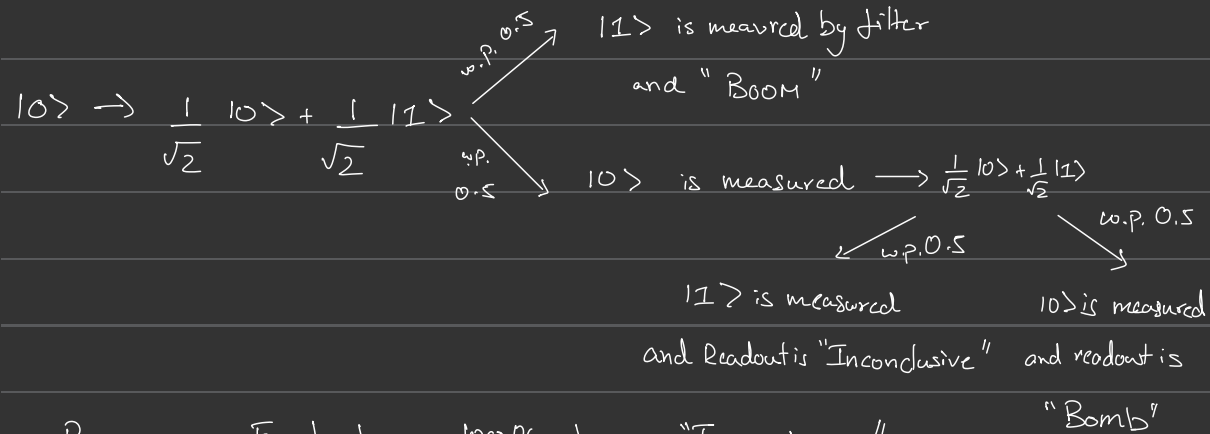 w.p. 0.5
|1> is meaured by filter
and "BOOM"
|0> → 1/√2 |0> + 1/√2 |1>
w.p. 0.5
|0> is measured → 1/√2 |0> + 1/√2 |1>
w.p. 0.5
w.p. 0.5
|1> is measured
|0> is measured
and Readout is "Inconclusive"
and readout is
"Bomb"